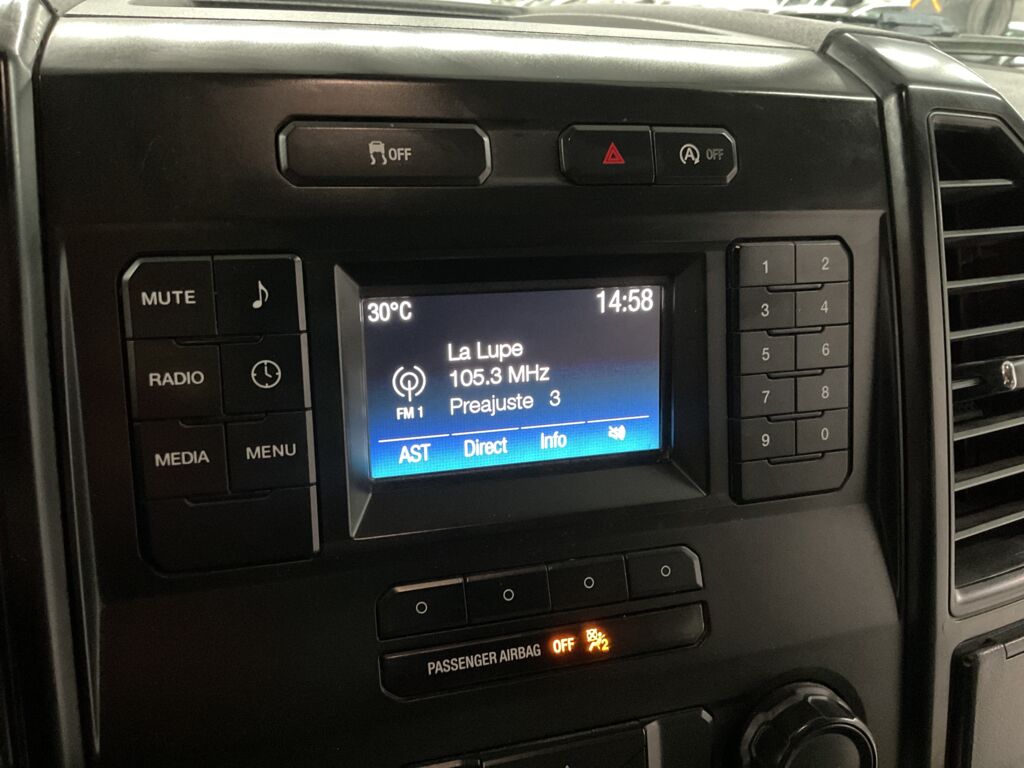 OFF
A OFF
MUTE
RADIO
MEDIA
MENU
30°C
14:58
La Lupe
105.3 MHz
FM 1
Preajuste 3
AST Direct Info
1 2
3 4
5 6
7 8
9 0
PASSENGER AIRBAG OFF 2